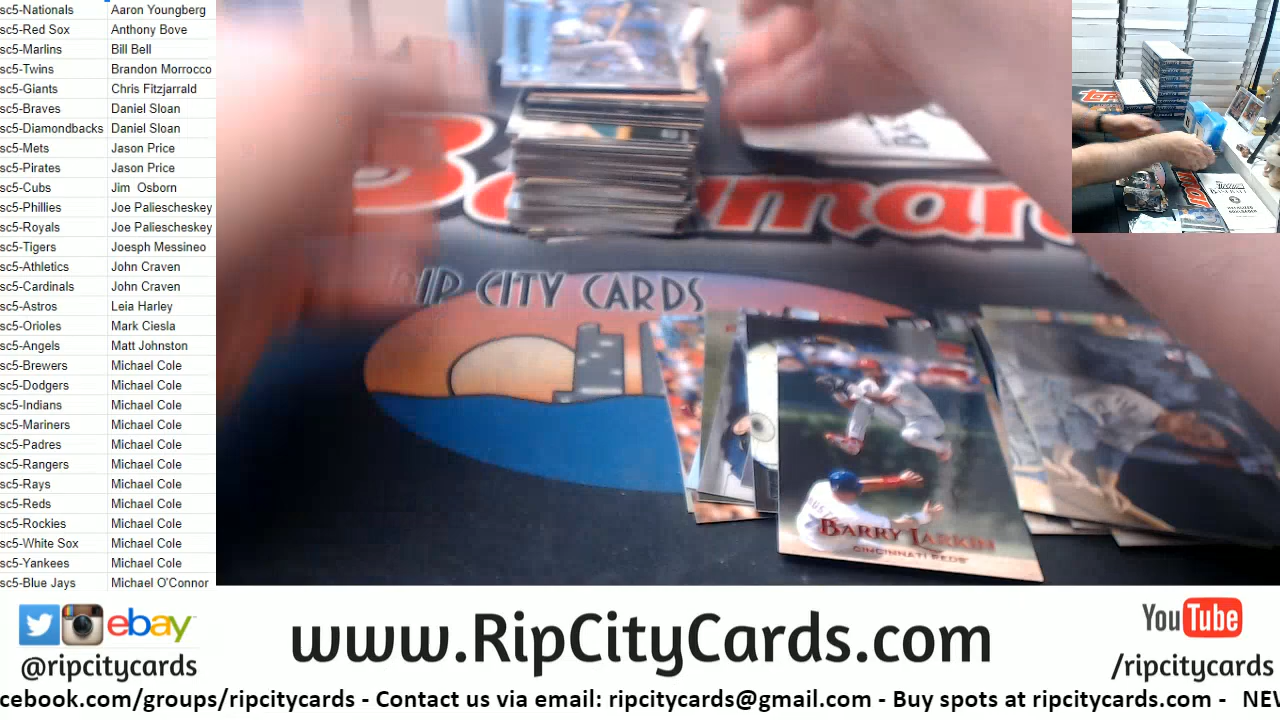 sc5-Nationals Aaron Youngberg
sc5-Red Sox Anthony Bove
sc5-Marlins Bill Bell
sc5-Twins Brandon Morrocco
sc5-Giants Chris Fitzjarrald
sc5-Braves Daniel Sloan
sc5-Diamondbacks Daniel Sloan
sc5-Mets Jason Price
sc5-Pirates Jason Price
sc5-Cubs Jim Osborn
sc5-Phillies Joe Paliescheskey
sc5-Royals Joe Paliescheskey
sc5-Tigers Joesph Messineo
sc5-Athletics John Craven
sc5-Cardinals John Craven
sc5-Astros Leia Harley
sc5-Orioles Mark Ciesla
sc5-Angels Matt Johnston
sc5-Brewers Michael Cole
sc5-Dodgers Michael Cole
sc5-Indians Michael Cole
sc5-Mariners Michael Cole
sc5-Padres Michael Cole
sc5-Rangers Michael Cole
sc5-Rays Michael Cole
sc5-Reds Michael Cole
sc5-Rockies Michael Cole
sc5-White Sox Michael Cole
sc5-Yankees Michael Cole
sc5-Blue Jays Michael O'Connor
Bowman
RIP CITY CARDS
BARRY LARKIN
CINCINNATI REDS
topps
BASEBALL
ebay
@ripcitycards
www.RipCityCards.com
YouTube
/ripcitycards
cebook.com/groups/ripcitycards - Contact us via email: ripcitycards@gmail.com - Buy spots at ripcitycards.com - NEW